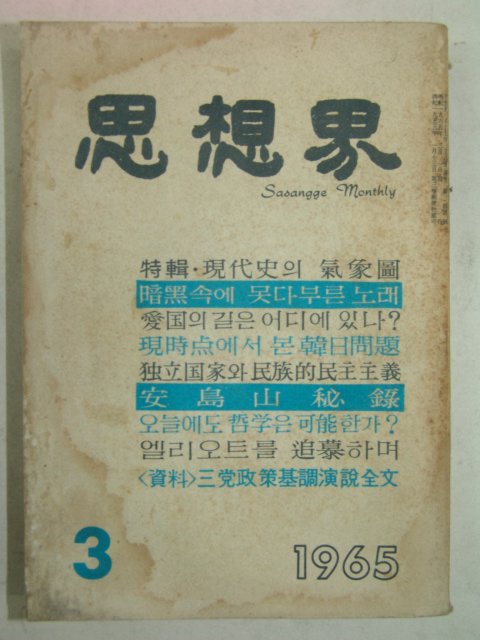 思想界
Sasangge Monthly
特輯·現代史의 氣象圖
暗黑속에 못다부른 노래
愛国의 길은 어디에 있나?
現時点에서 본 韓日問題
独立国家와 民族的民主主義
安島山秘錄
오늘에도 哲学은 可能한가?
엘리오트를 追慕하며
〈資料〉三党政策基調演說全文
3
1965